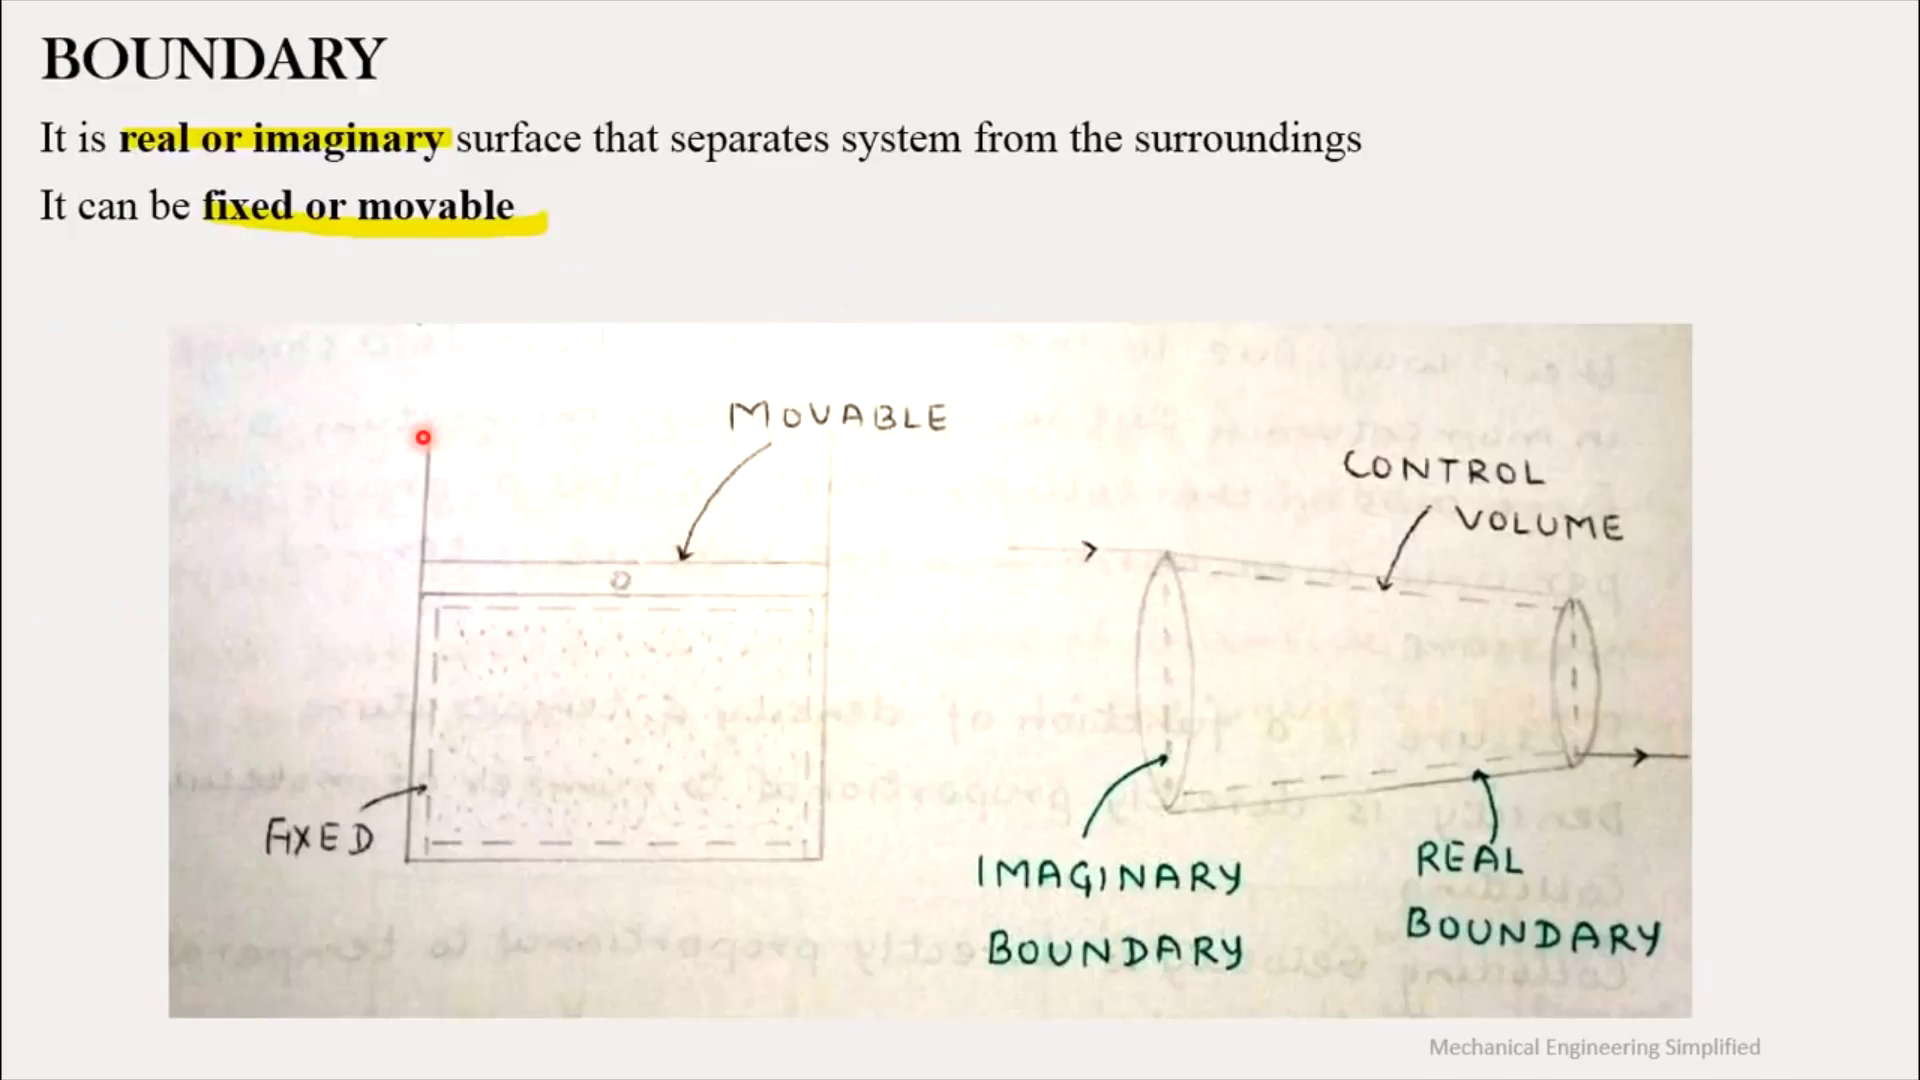 BOUNDARY
It is real or imaginary surface that separates system from the surroundings
It can be fixed or movable
MOVABLE
CONTROL
VOLUME
FIXED
IMAGINARY
BOUNDARY
REAL
BOUNDARY
Mechanical Engineering Simplified